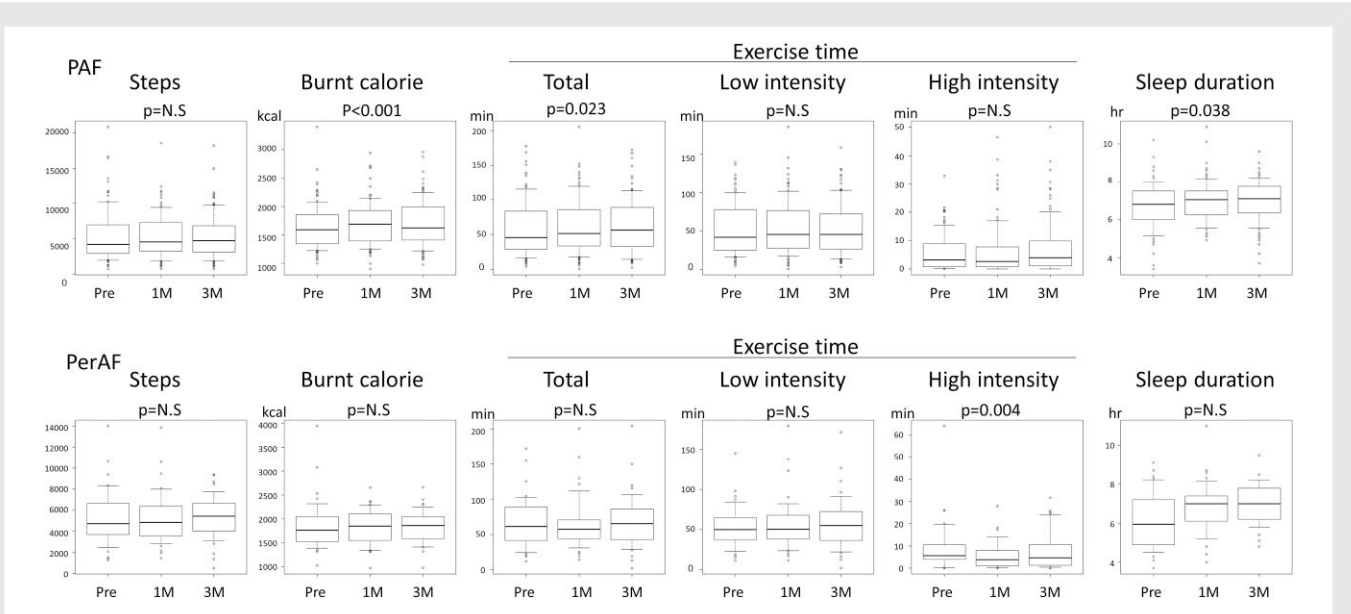 Exercise time
PAF
Steps Burnt calorie Total Low intensity High intensity Sleep duration
p=N.S P<0.001 p=0.023 p=N.S p=N.S p=0.038
kcal min min min hr
20000 10000 5000 0
3000 2500 2000 1500 1000
200 150 100 50 0
150 100 50 0
50 40 30 20 10 0
10 8 6 4
Pre 1M 3M Pre 1M 3M Pre 1M 3M Pre 1M 3M Pre 1M 3M Pre 1M 3M
Exercise time
PerAF
Steps Burnt calorie Total Low intensity High intensity Sleep duration
p=N.S p=N.S p=N.S p=N.S p=0.004 p=N.S
kcal min min min hr
14000 12000 10000 8000 6000 4000 2000 0
4000 3500 3000 2500 2000 1500 1000
200 150 100 50 0
150 100 50 0
60 50 40 30 20 10 0
10 8 6 4
Pre 1M 3M Pre 1M 3M Pre 1M 3M Pre 1M 3M Pre 1M 3M Pre 1M 3M